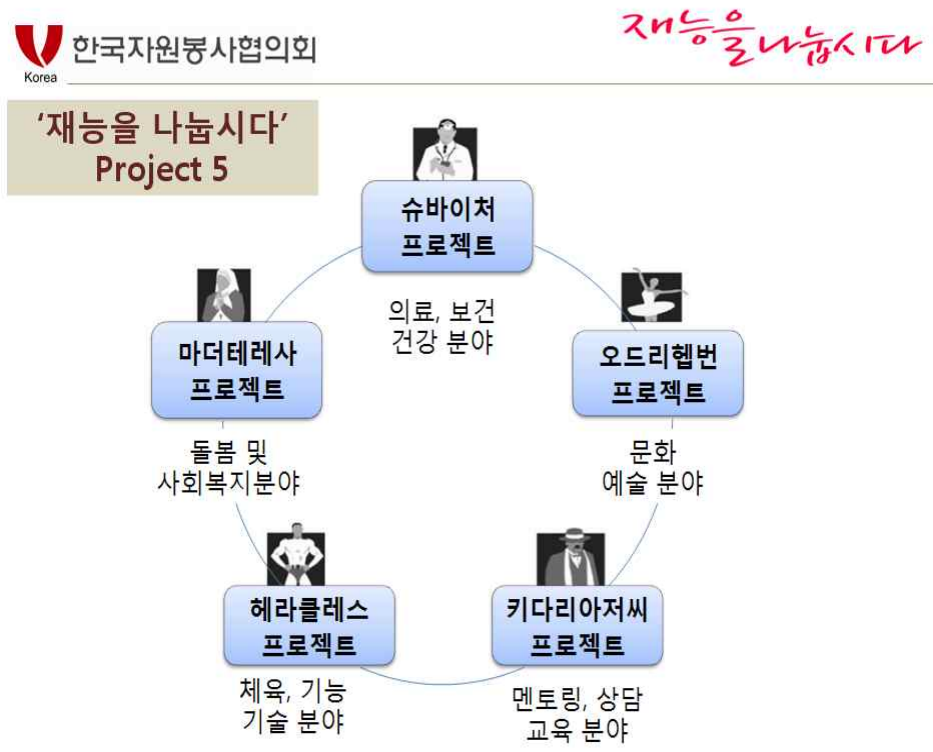 한국자원봉사협의회
Korea
재능을 나눕시다
‘재능을 나눕시다’
Project 5
슈바이처
프로젝트
의료, 보건
건강 분야
마더테레사
프로젝트
돌봄 및
사회복지분야
오드리헵번
프로젝트
문화
예술 분야
헤라클레스
프로젝트
체육, 기능
기술 분야
키다리아저씨
프로젝트
멘토링, 상담
교육 분야